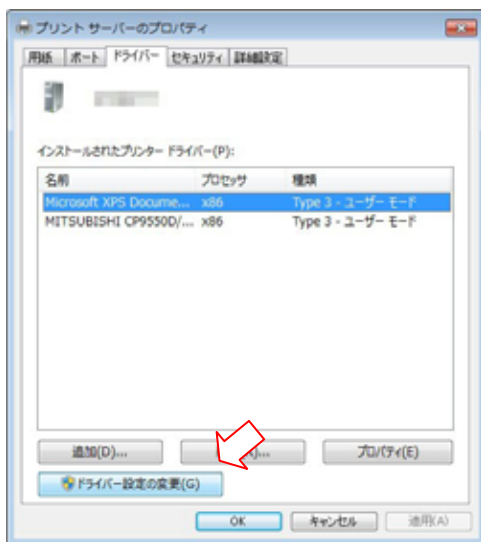 プリント サーバーのプロパティ
用紙 ポート ドライバー セキュリティ 詳細設定
インストールされたプリンター ドライバー(P):
名前 プロセッサ 種類
Microsoft XPS Docume... x86 Type 3 - ユーザー モード
MITSUBISHI CP9550D/... x86 Type 3 - ユーザー モード
追加(D)... プロパティ(E)
ドライバー設定の変更(G)
OK キャンセル 適用(A)